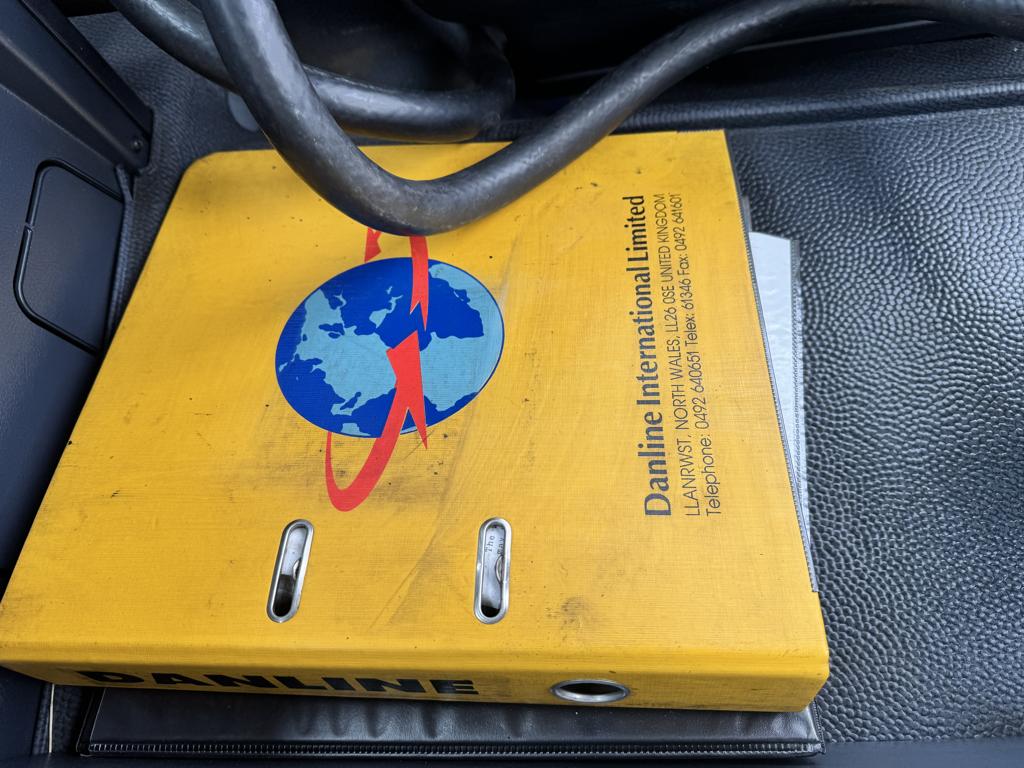 Danline International Limited
LLANRWST, NORTH WALES, LL26 0SE UNITED KINGDOM
Telephone: 0492 640651 Telex: 61346 Fax: 0492 641601
The
DANLINE